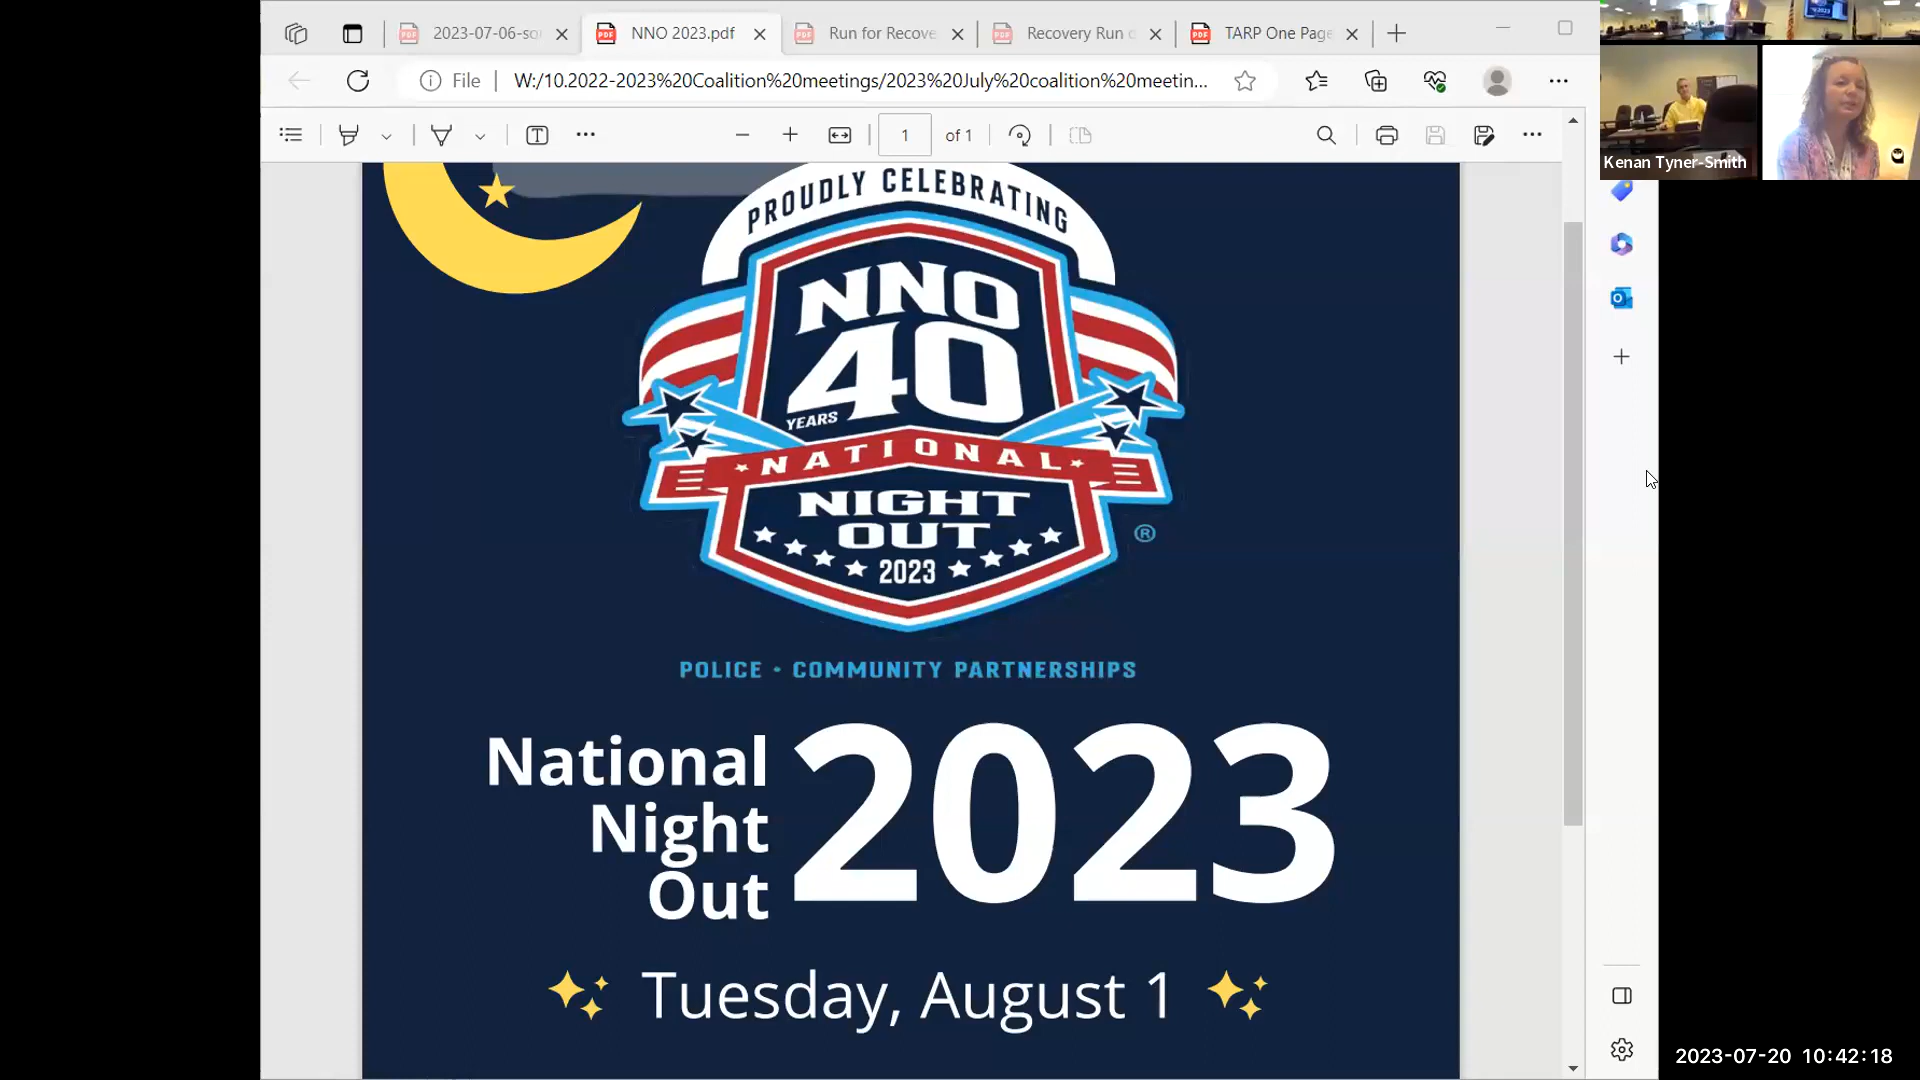 2023-07-06-so
NNO 2023.pdf
Run for Recove
Recovery Run
TARP One Page
File
W:/10.2022-2023%20Coalition%20meetings/2023%20July%20coalition%20meetin...
1
of 1
Kenan Tyner-Smith
PROUDLY CELEBRATING
NNO
40
YEARS
NATIONAL
NIGHT
OUT
2023
®
POLICE • COMMUNITY PARTNERSHIPS
National
Night
Out
2023
Tuesday, August 1
2023-07-20 10:42:18